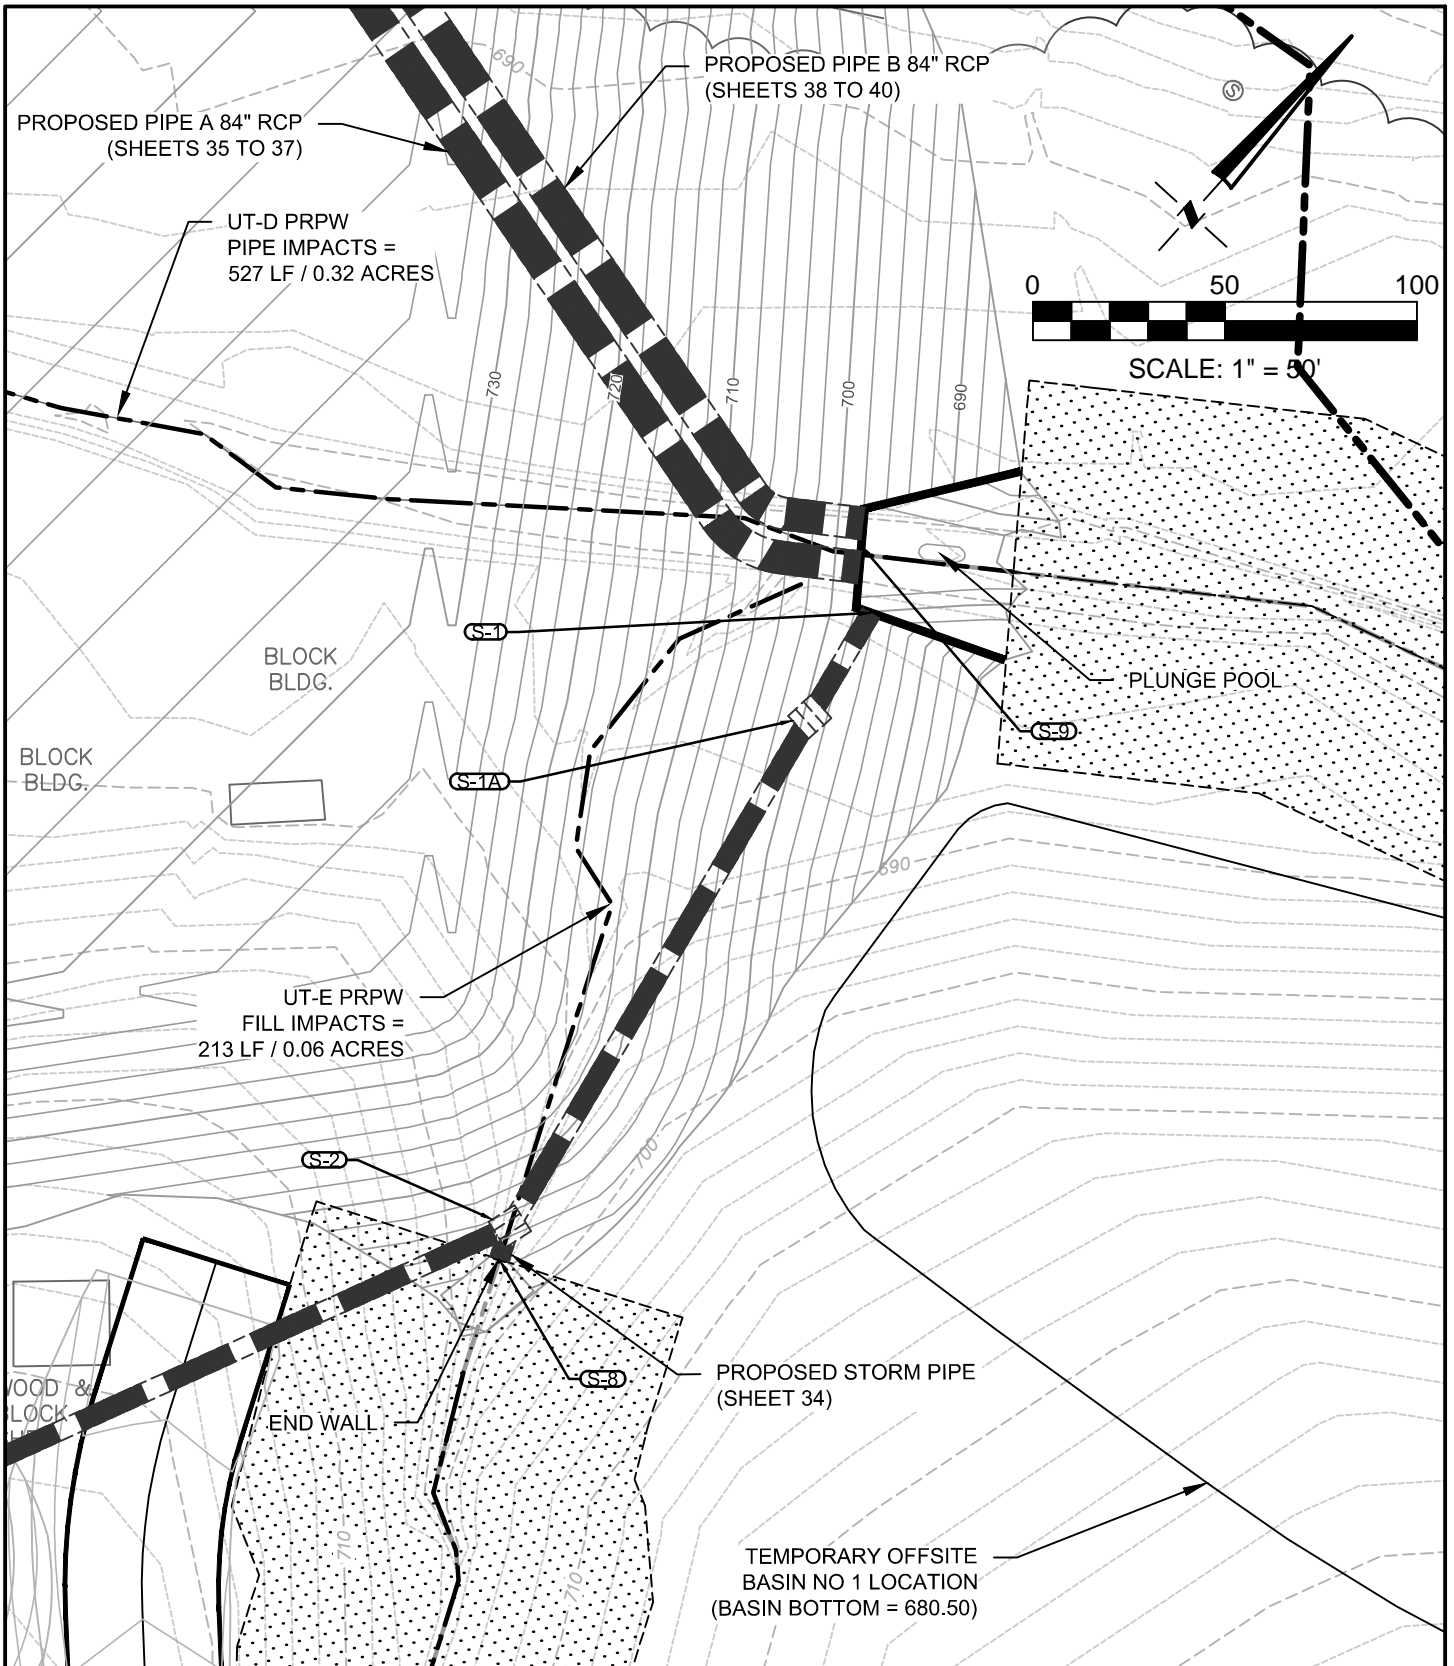 690
PROPOSED PIPE B 84" RCP
(SHEETS 38 TO 40)
S
PROPOSED PIPE A 84" RCP
(SHEETS 35 TO 37)
UT-D PRPW
PIPE IMPACTS =
527 LF / 0.32 ACRES
N
0 50 100
SCALE: 1" = 50'
730
720
710
700
690
S-1
BLOCK
BLDG.
PLUNGE POOL
S-9
BLOCK
BLDG.
S-1A
690
UT-E PRPW
FILL IMPACTS =
213 LF / 0.06 ACRES
700
S-2
PROPOSED STORM PIPE
(SHEET 34)
S-8
WOOD &
BLOCK
END WALL
710
710
TEMPORARY OFFSITE
BASIN NO 1 LOCATION
(BASIN BOTTOM = 680.50)